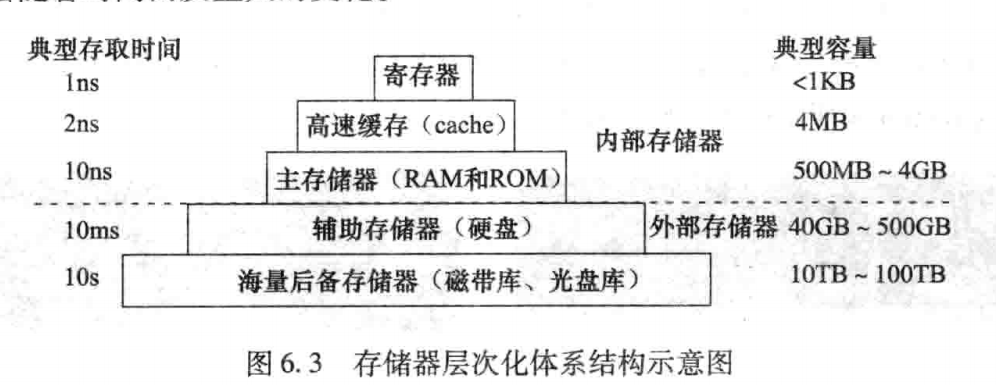 典型存取时间 典型容量
1ns 寄存器 <1KB
2ns 高速缓存（cache） 4MB
内部存储器
10ns 主存储器（RAM和ROM） 500MB ~ 4GB
10ms 辅助存储器（硬盘） 外部存储器 40GB ~ 500GB
10s 海量后备存储器（磁带库、光盘库） 10TB ~ 100TB
图 6.3 存储器层次化体系结构示意图